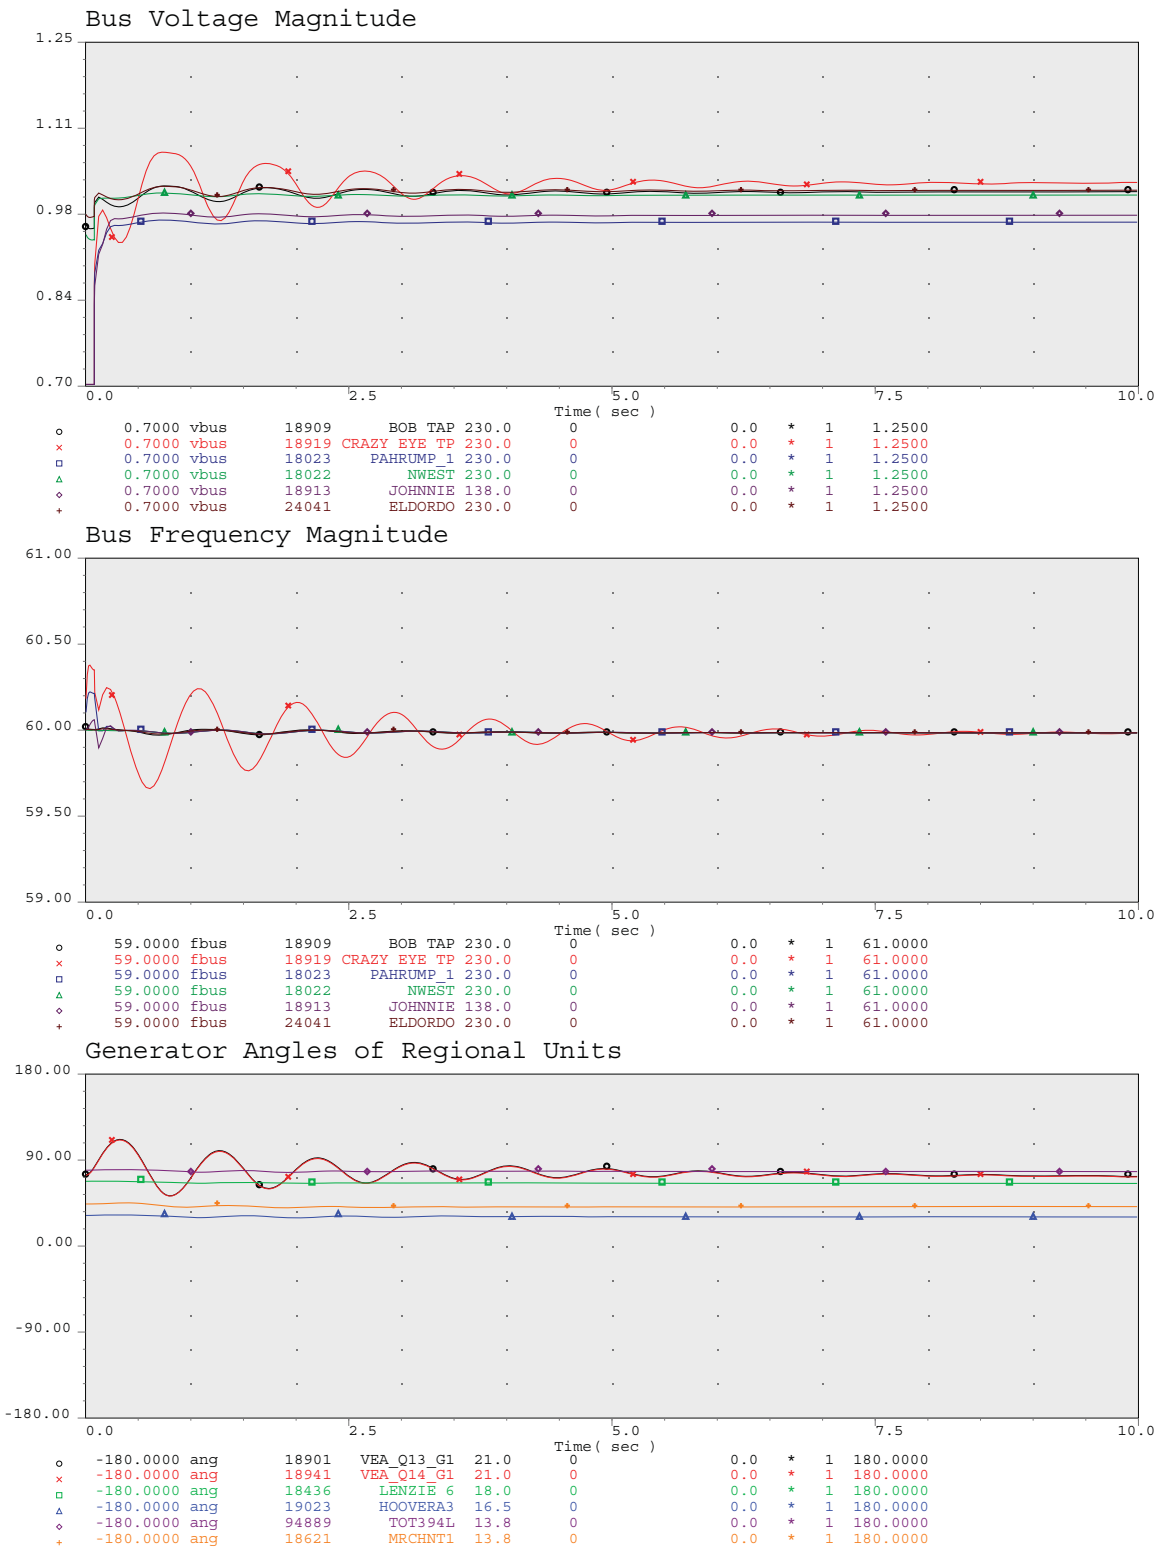 Bus Voltage Magnitude
1.25
1.11
0.98
0.84
0.70
0.0 2.5 5.0 7.5 10.0
Time( sec )
0.7000 vbus 18909 BOB TAP 230.0 0 0.0 * 1 1.2500
0.7000 vbus 18919 CRAZY EYE TP 230.0 0 0.0 * 1 1.2500
0.7000 vbus 18023 PAHRUMP_1 230.0 0 0.0 * 1 1.2500
0.7000 vbus 18022 NWEST 230.0 0 0.0 * 1 1.2500
0.7000 vbus 18913 JOHNNIE 138.0 0 0.0 * 1 1.2500
0.7000 vbus 24041 ELDORDO 230.0 0 0.0 * 1 1.2500
Bus Frequency Magnitude
61.00
60.50
60.00
59.50
59.00
0.0 2.5 5.0 7.5 10.0
Time( sec )
59.0000 fbus 18909 BOB TAP 230.0 0 0.0 * 1 61.0000
59.0000 fbus 18919 CRAZY EYE TP 230.0 0 0.0 * 1 61.0000
59.0000 fbus 18023 PAHRUMP_1 230.0 0 0.0 * 1 61.0000
59.0000 fbus 18022 NWEST 230.0 0 0.0 * 1 61.0000
59.0000 fbus 18913 JOHNNIE 138.0 0 0.0 * 1 61.0000
59.0000 fbus 24041 ELDORDO 230.0 0 0.0 * 1 61.0000
Generator Angles of Regional Units
180.00
90.00
0.00
-90.00
-180.00
0.0 2.5 5.0 7.5 10.0
Time( sec )
-180.0000 ang 18901 VEA_Q13_G1 21.0 0 0.0 * 1 180.0000
-180.0000 ang 18941 VEA_Q14_G1 21.0 0 0.0 * 1 180.0000
-180.0000 ang 18436 LENZIE 6 18.0 0 0.0 * 1 180.0000
-180.0000 ang 19023 HOOVERA3 16.5 0 0.0 * 1 180.0000
-180.0000 ang 94889 TOT394L 13.8 0 0.0 * 1 180.0000
-180.0000 ang 18621 MRCHNT1 13.8 0 0.0 * 1 180.0000